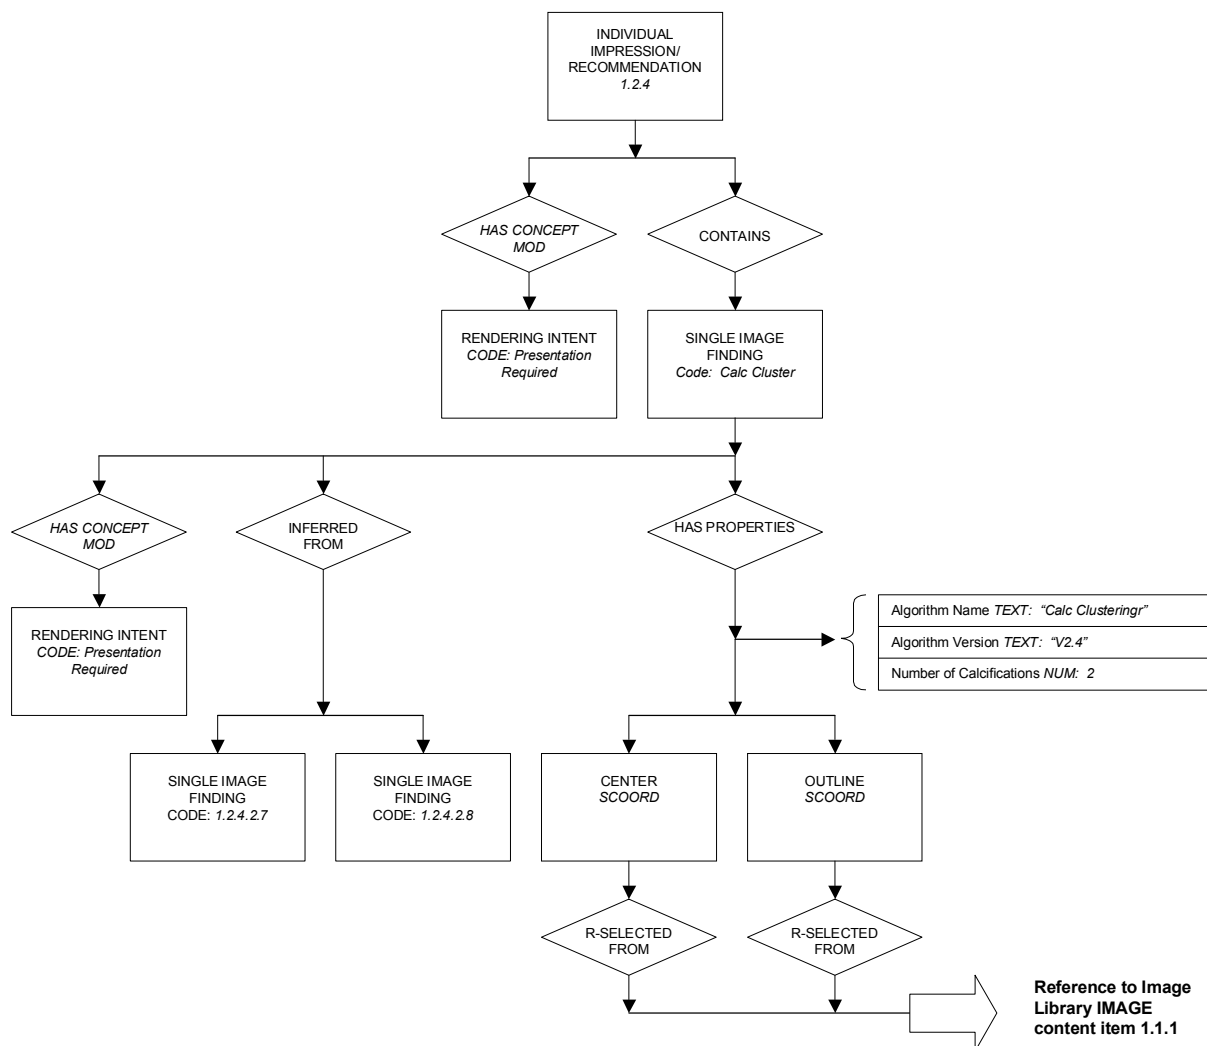 INDIVIDUAL
IMPRESSION/
RECOMMENDATION
1.2.4
HAS CONCEPT
MOD
CONTAINS
RENDERING INTENT
CODE: Presentation
Required
SINGLE IMAGE
FINDING
Code: Calc Cluster
HAS CONCEPT
MOD
INFERRED
FROM
HAS PROPERTIES
RENDERING INTENT
CODE: Presentation
Required
Algorithm Name TEXT: “Calc Clusteringr”
Algorithm Version TEXT: “V2.4”
Number of Calcifications NUM: 2
SINGLE IMAGE
FINDING
CODE: 1.2.4.2.7
SINGLE IMAGE
FINDING
CODE: 1.2.4.2.8
CENTER
SCOORD
OUTLINE
SCOORD
R-SELECTED
FROM
R-SELECTED
FROM
Reference to Image
Library IMAGE
content item 1.1.1